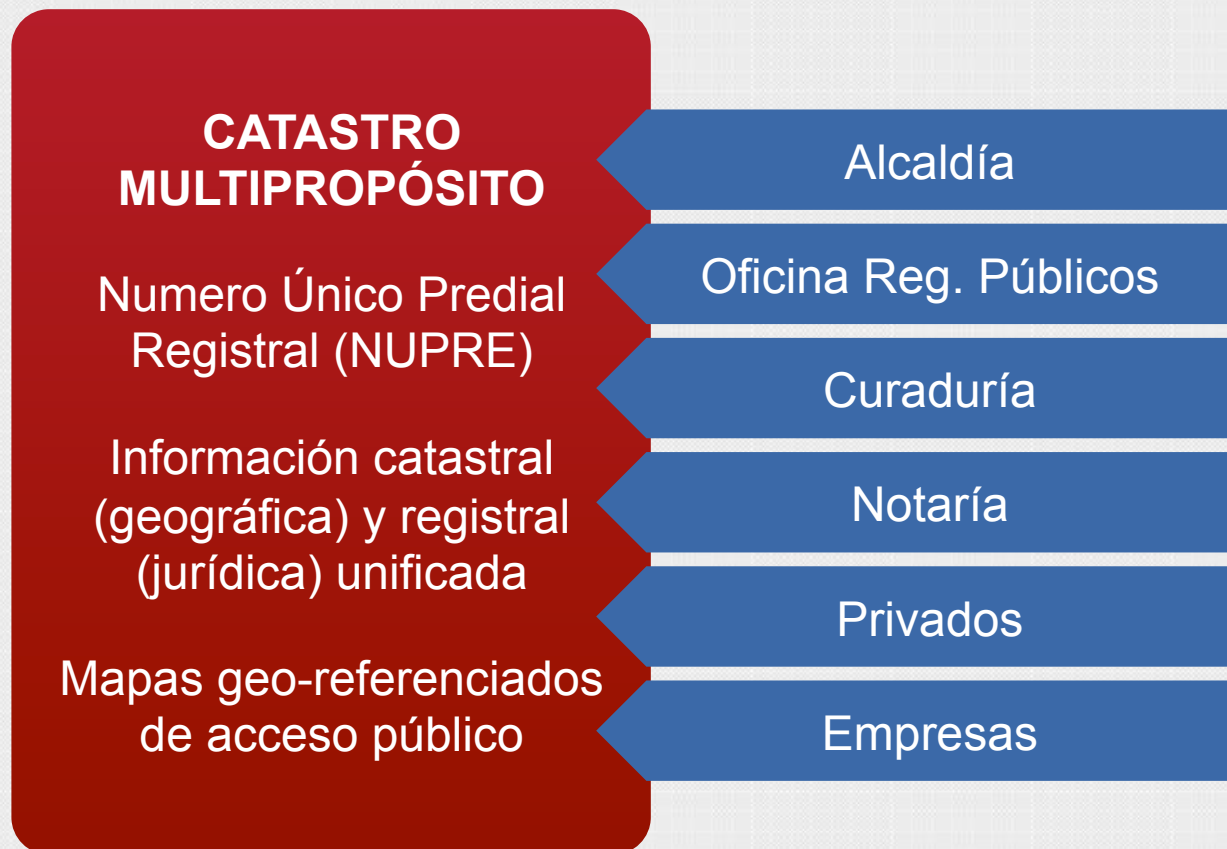 CATASTRO
MULTIPROPÓSITO
Numero Único Predial
Registral (NUPRE)
Información catastral
(geográfica) y registral
(jurídica) unificada
Mapas geo-referenciados
de acceso público
Alcaldía
Oficina Reg. Públicos
Curaduría
Notaría
Privados
Empresas